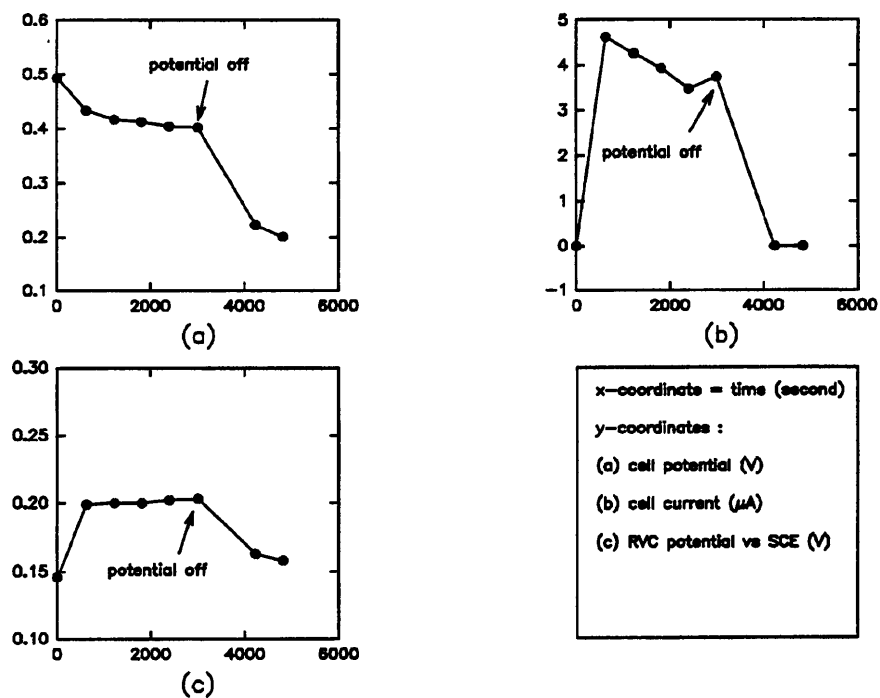 0.6
0.5
0.4
0.3
0.2
0.1
potential off
0 2000 4000 6000
(a)
5
4
3
2
1
0
-1
potential off
0 2000 4000 6000
(b)
0.30
0.25
0.20
0.15
0.10
potential off
0 2000 4000 6000
(c)
x-coordinate = time (second)
y-coordinates :
(a) cell potential (V)
(b) cell current (μA)
(c) RVC potential vs SCE (V)